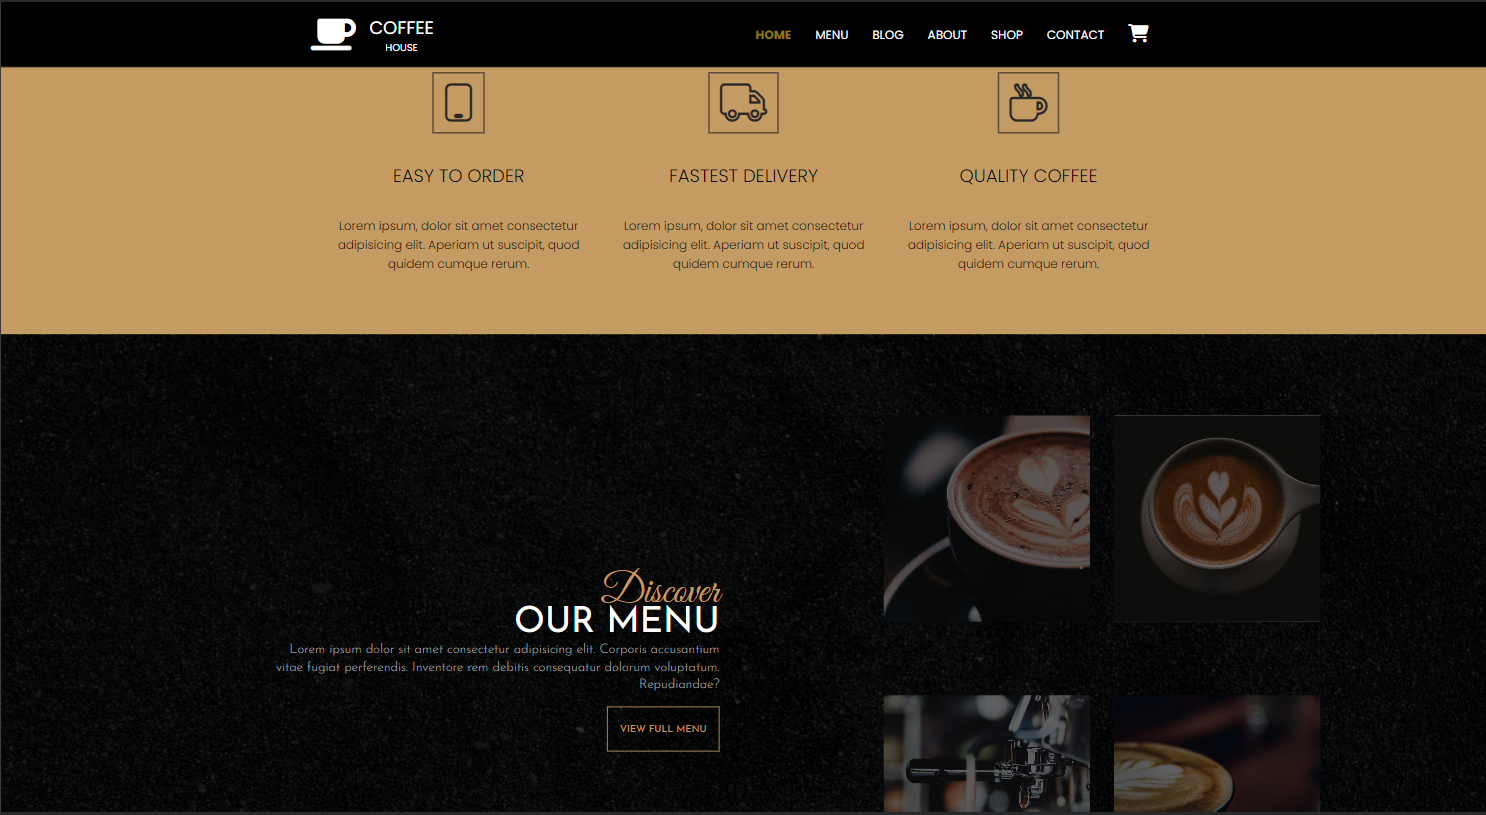 COFFEE
HOUSE
HOME MENU BLOG ABOUT SHOP CONTACT
EASY TO ORDER
Lorem ipsum, dolor sit amet consectetur
adipisicing elit. Aperiam ut suscipit, quod
quidem cumque rerum.
FASTEST DELIVERY
Lorem ipsum, dolor sit amet consectetur
adipisicing elit. Aperiam ut suscipit, quod
quidem cumque rerum.
QUALITY COFFEE
Lorem ipsum, dolor sit amet consectetur
adipisicing elit. Aperiam ut suscipit, quod
quidem cumque rerum.
Discover
OUR MENU
Lorem ipsum dolor sit amet consectetur adipisicing elit. Corporis accusantium
vitae fugiat perferendis. Inventore rem debitis consequatur dolorum voluptatum.
Repudiandae?
VIEW FULL MENU